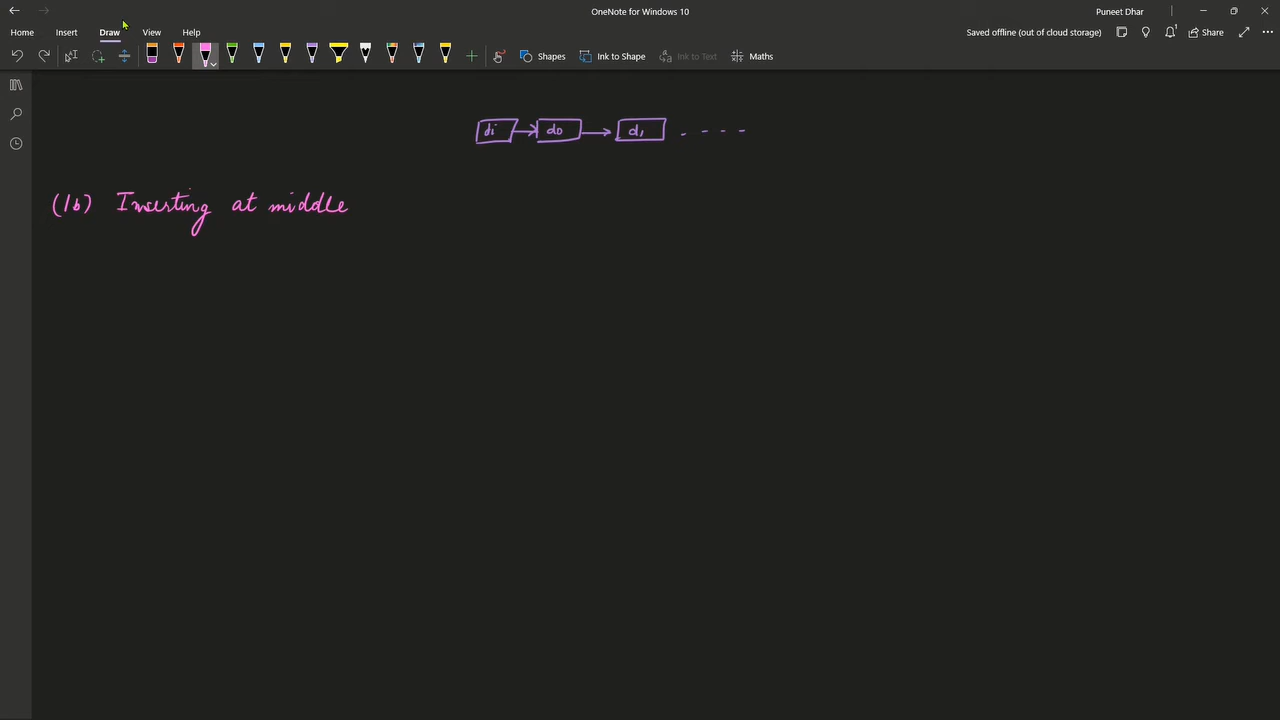 OneNote for Windows 10
Puneet Dhar
Home Insert Draw View Help
Saved offline (out of cloud storage)
Share
Shapes
Ink to Shape
Ink to Text
Maths
di do d1 - - - -
(1b) Inserting at middle